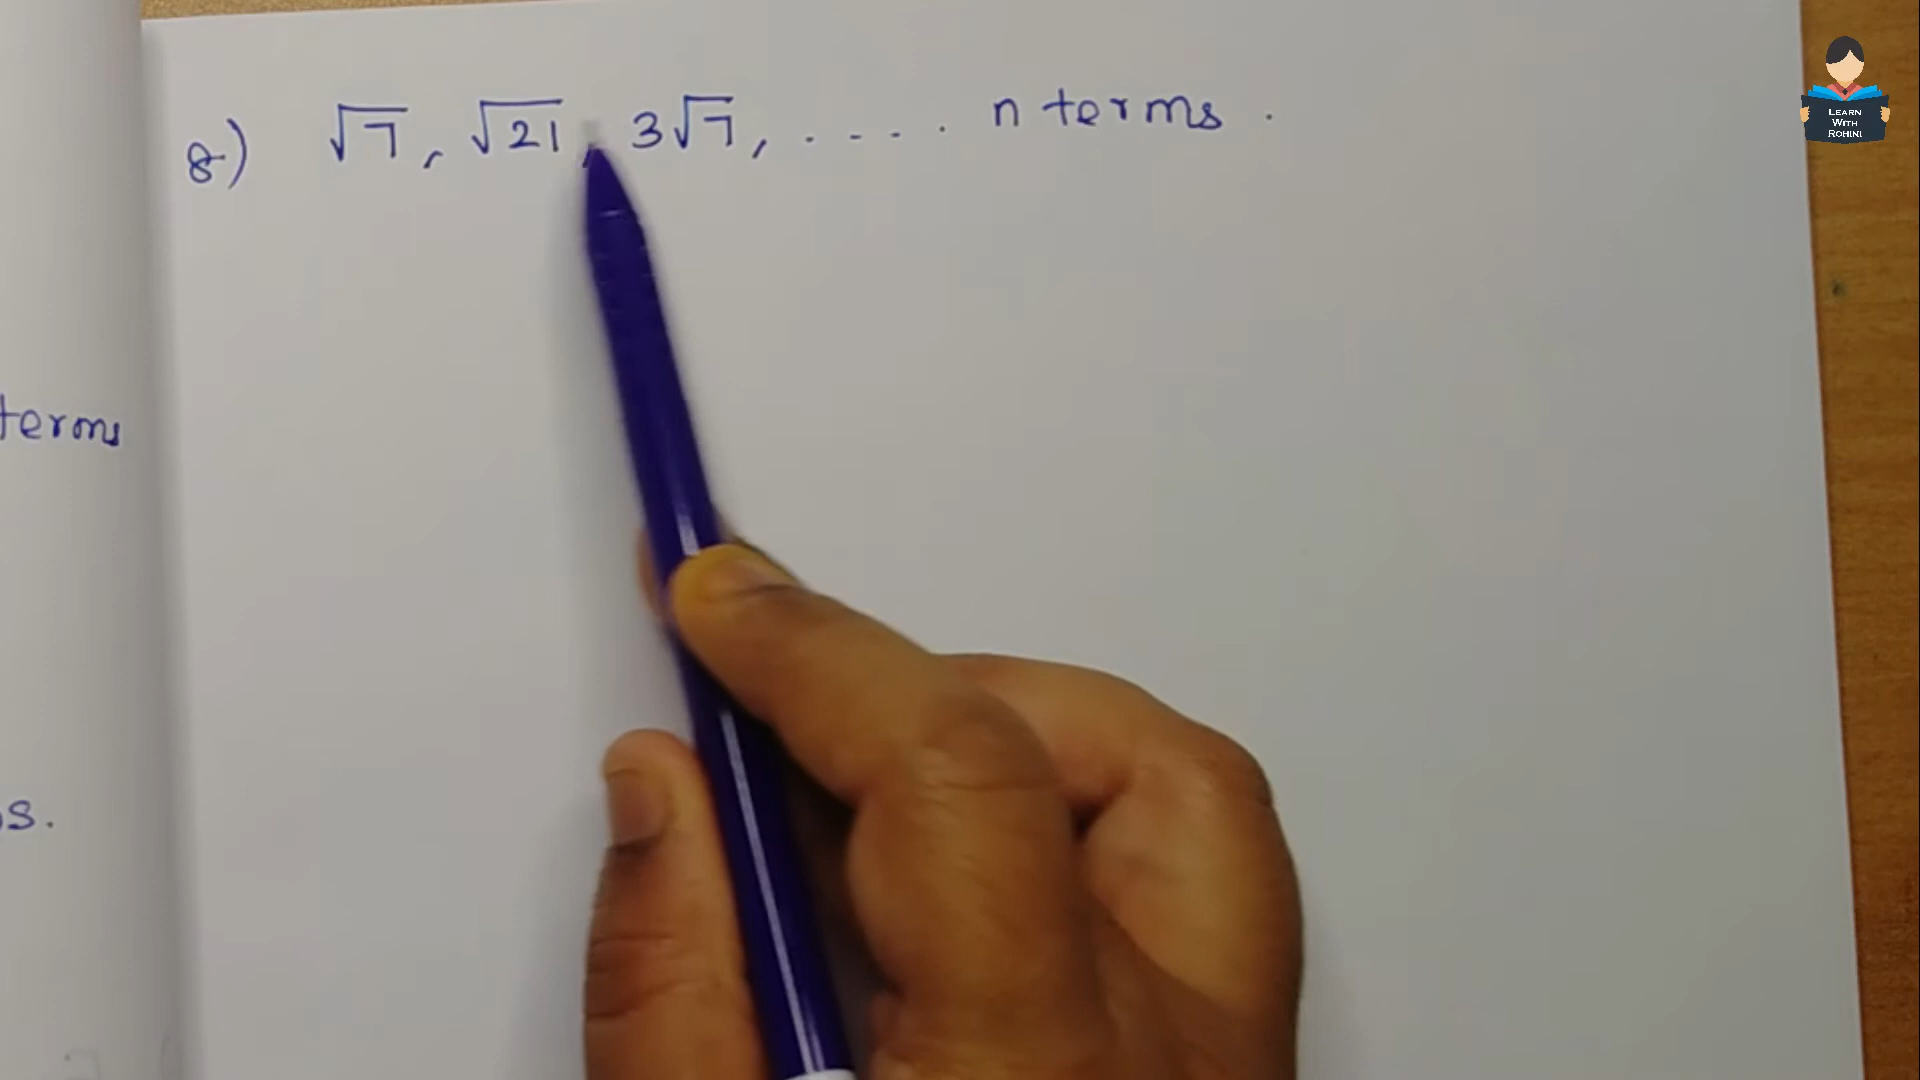 terms
s.
8) √7, √21, 3√7, .... n terms.
LEARN
WITH
ROHINI